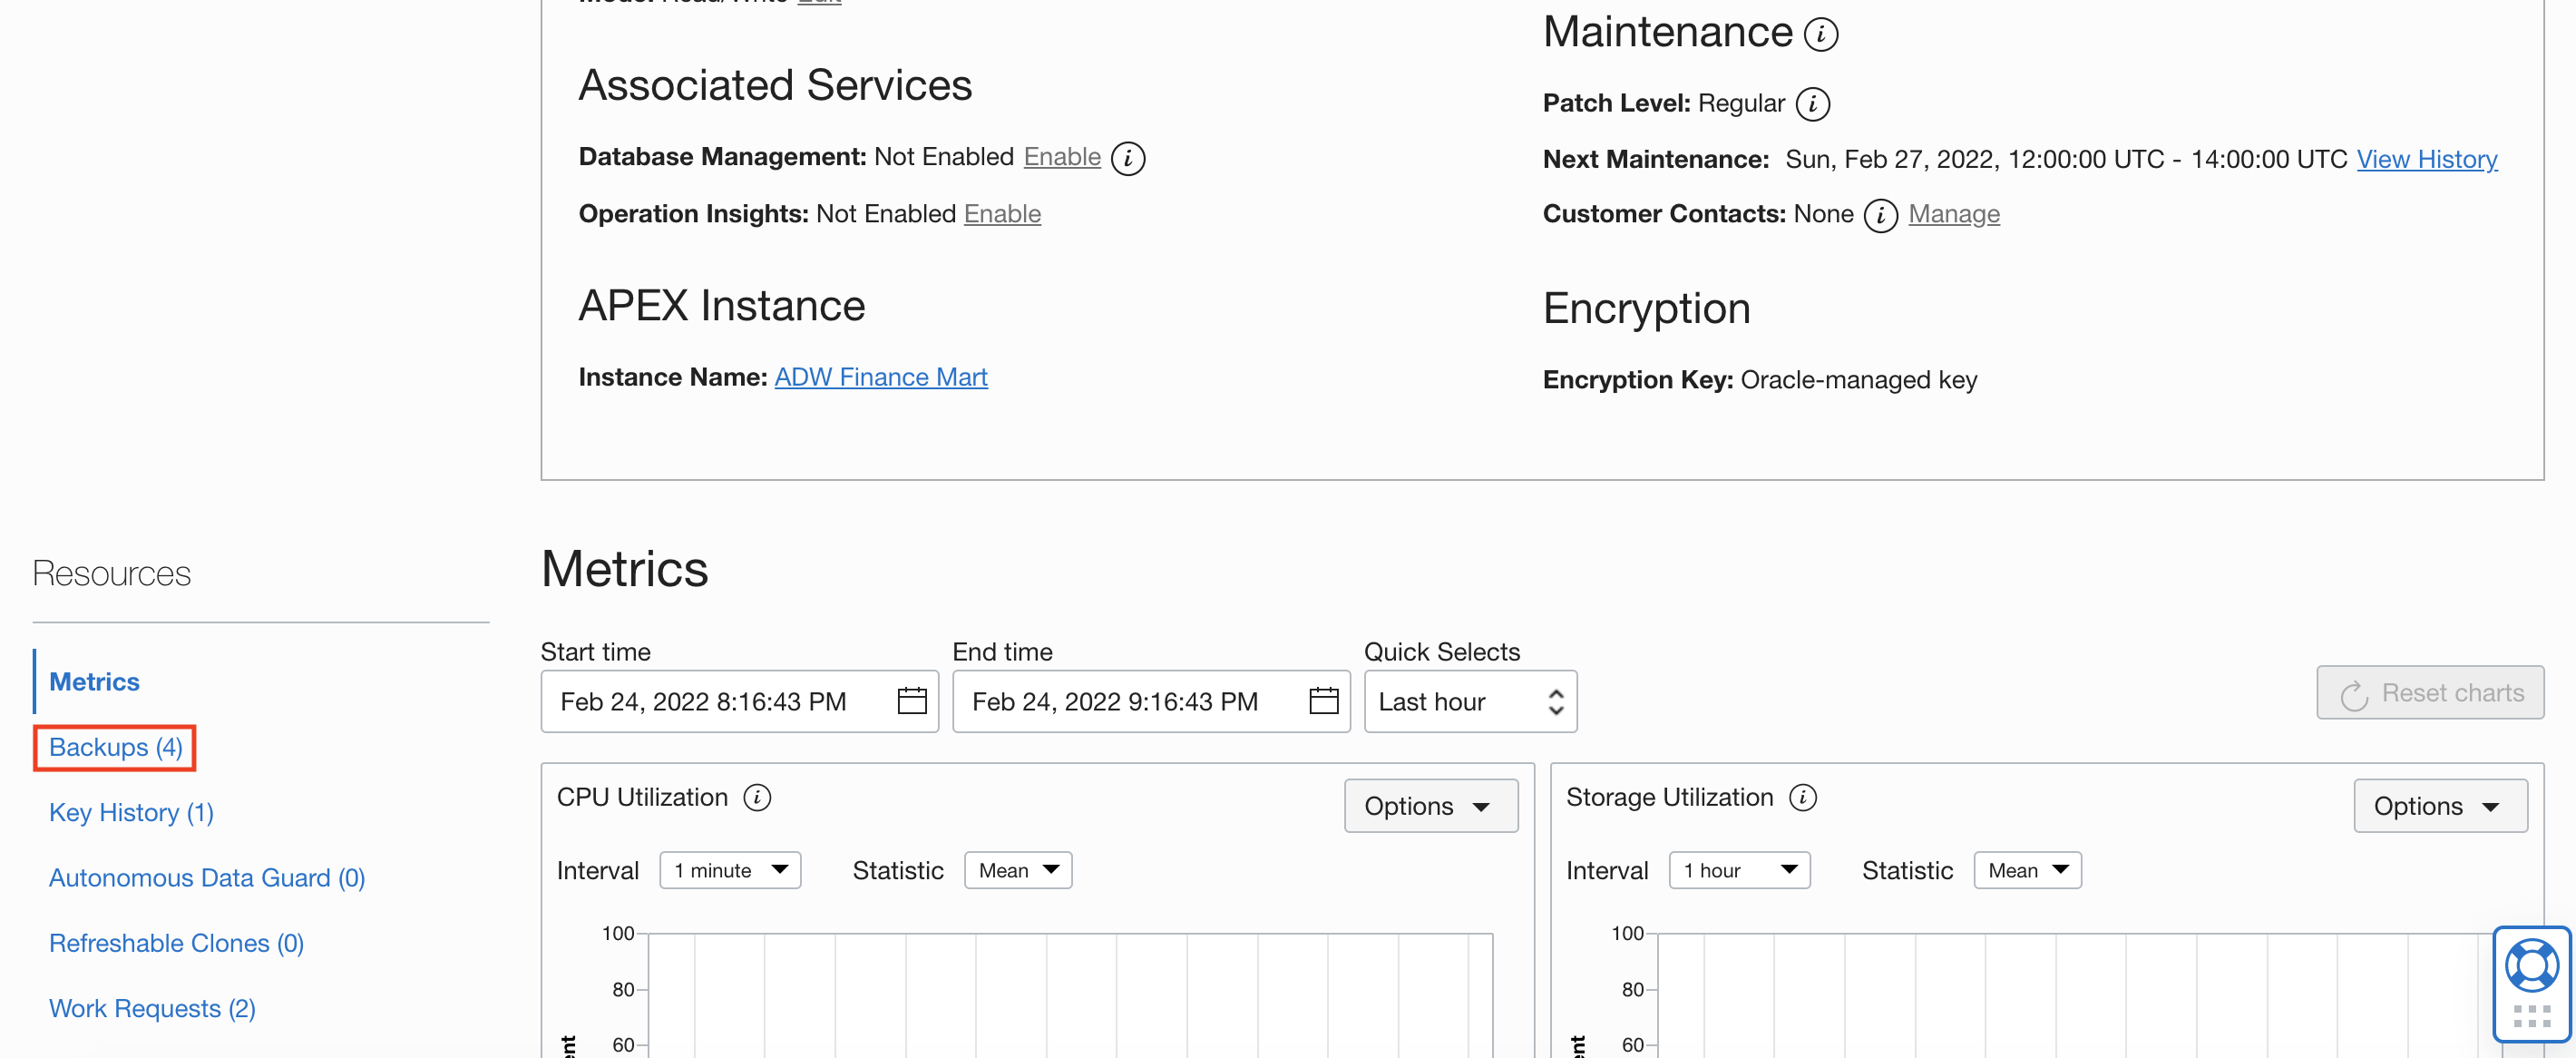 Mode: Read/Write Edit
Associated Services
Database Management: Not Enabled Enable i
Operation Insights: Not Enabled Enable
APEX Instance
Instance Name: ADW Finance Mart
Maintenance i
Patch Level: Regular i
Next Maintenance: Sun, Feb 27, 2022, 12:00:00 UTC - 14:00:00 UTC View History
Customer Contacts: None i Manage
Encryption
Encryption Key: Oracle-managed key
Resources
Metrics
Backups (4)
Key History (1)
Autonomous Data Guard (0)
Refreshable Clones (0)
Work Requests (2)
Metrics
Start time
Feb 24, 2022 8:16:43 PM
End time
Feb 24, 2022 9:16:43 PM
Quick Selects
Last hour
Reset charts
CPU Utilization i
Options
Interval 1 minute Statistic Mean
100
80
60
Storage Utilization i
Options
Interval 1 hour Statistic Mean
100
80
60